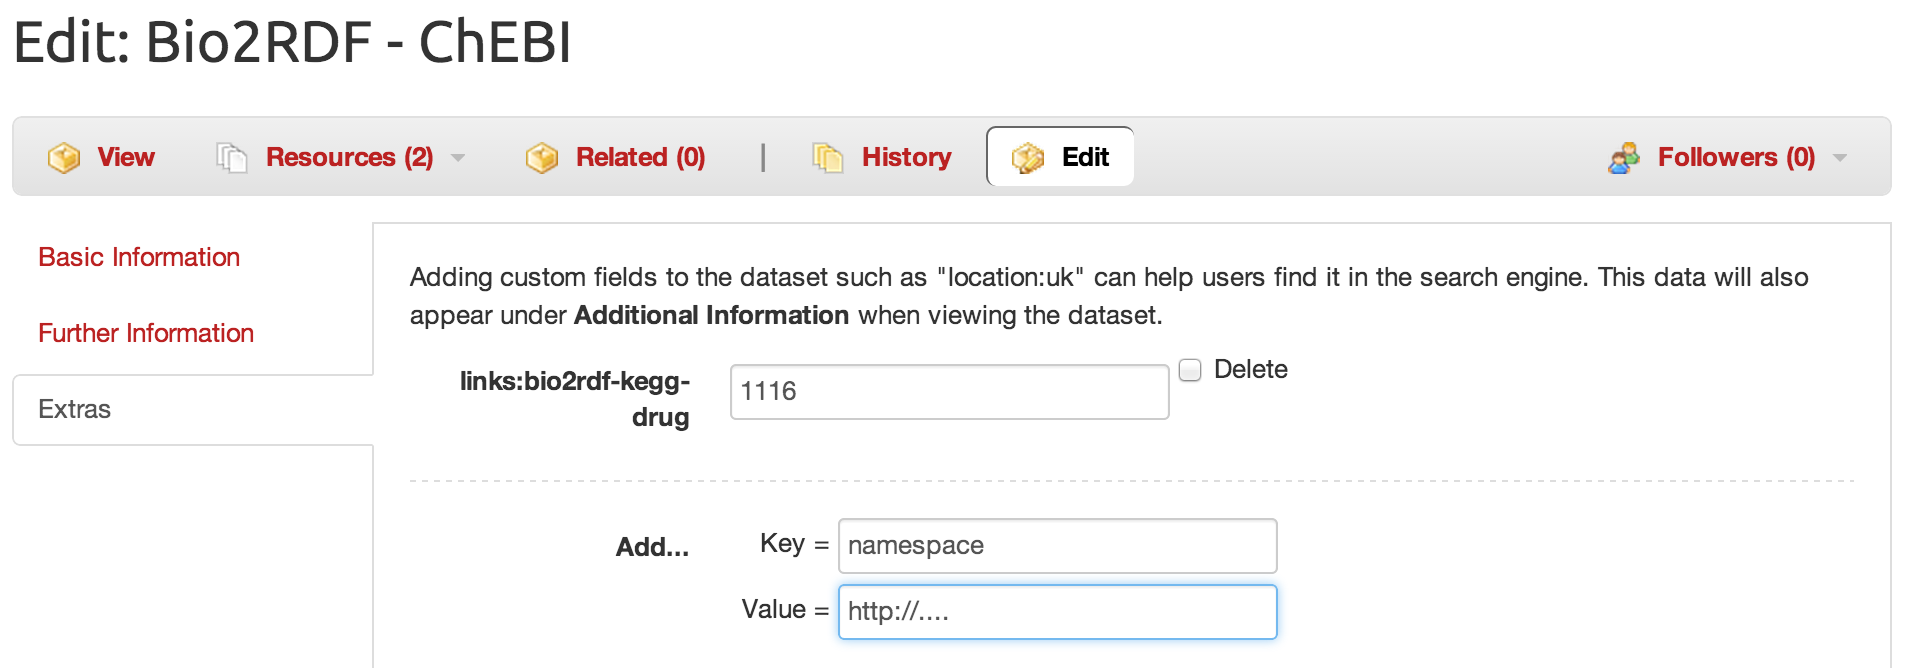 Edit: Bio2RDF - ChEBI
View Resources (2) Related (0) | History Edit Followers (0)
Basic Information
Further Information
Extras
Adding custom fields to the dataset such as "location:uk" can help users find it in the search engine. This data will also
appear under Additional Information when viewing the dataset.
links:bio2rdf-kegg-
drug
1116
Delete
Add... Key = namespace
Value = http://....